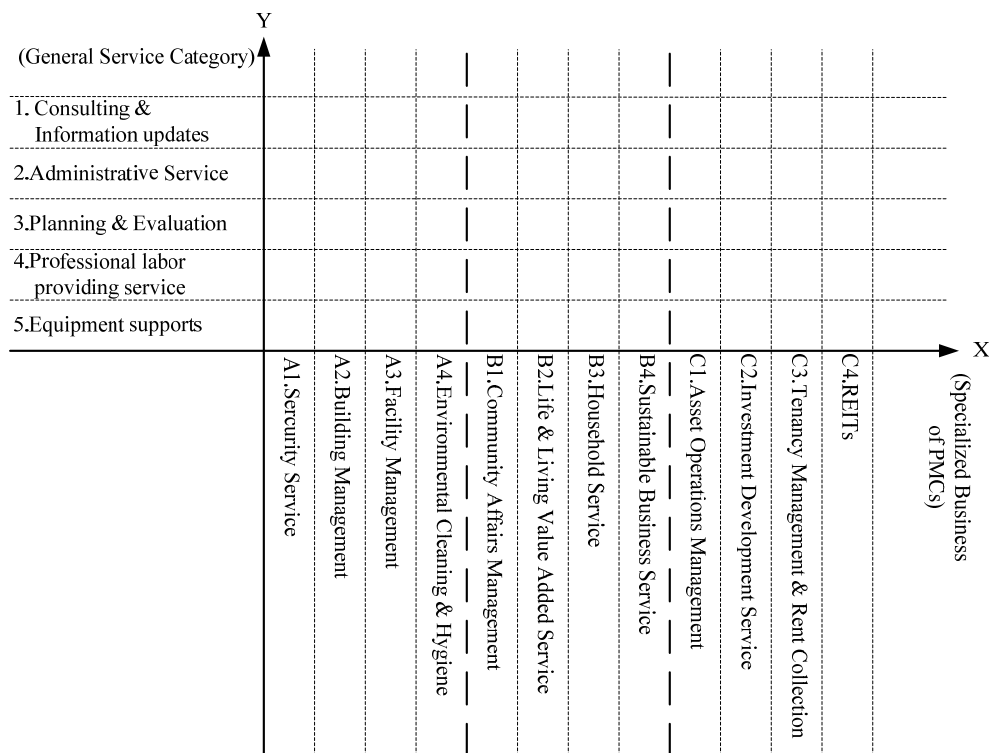 Y
(General Service Category)
1. Consulting &
Information updates
2.Administrative Service
3.Planning & Evaluation
4.Professional labor
providing service
5.Equipment supports
X
A1.Sercurity Service
A2.Building Management
A3.Facility Management
A4.Environmental Cleaning & Hygiene
B1.Community Affairs Management
B2.Life & Living Value Added Service
B3.Household Service
B4.Sustainable Business Service
C1.Asset Operations Management
C2.Investment Development Service
C3.Tenancy Management & Rent Collection
C4.REITs
(Specialized Business
of PMCs)